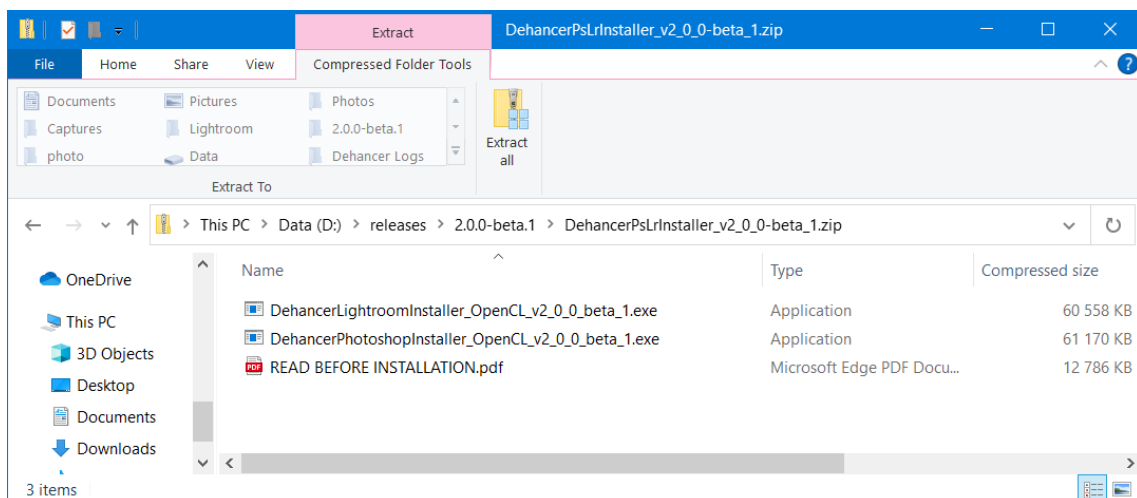 Extract DehancerPsLrInstaller_v2_0_0-beta_1.zip
File Home Share View Compressed Folder Tools
Documents Pictures Photos
Captures Lightroom 2.0.0-beta.1
photo Data Dehancer Logs
Extract all
Extract To
This PC > Data (D:) > releases > 2.0.0-beta.1 > DehancerPsLrInstaller_v2_0_0-beta_1.zip
Name Type Compressed size
DehancerLightroomInstaller_OpenCL_v2_0_0_beta_1.exe Application 60 558 KB
DehancerPhotoshopInstaller_OpenCL_v2_0_0_beta_1.exe Application 61 170 KB
PDF READ BEFORE INSTALLATION.pdf Microsoft Edge PDF Docu... 12 786 KB
OneDrive
This PC
3D Objects
Desktop
Documents
Downloads
3 items